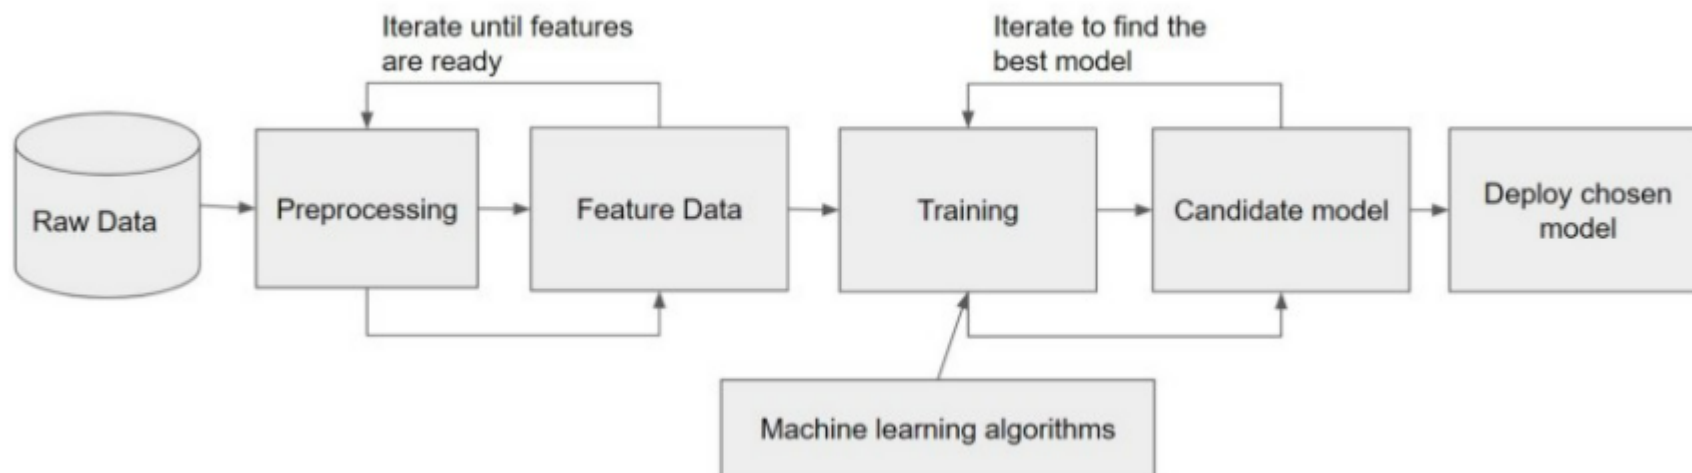 Iterate until features
are ready
Iterate to find the
best model
Raw Data
Preprocessing
Feature Data
Training
Candidate model
Deploy chosen
model
Machine learning algorithms